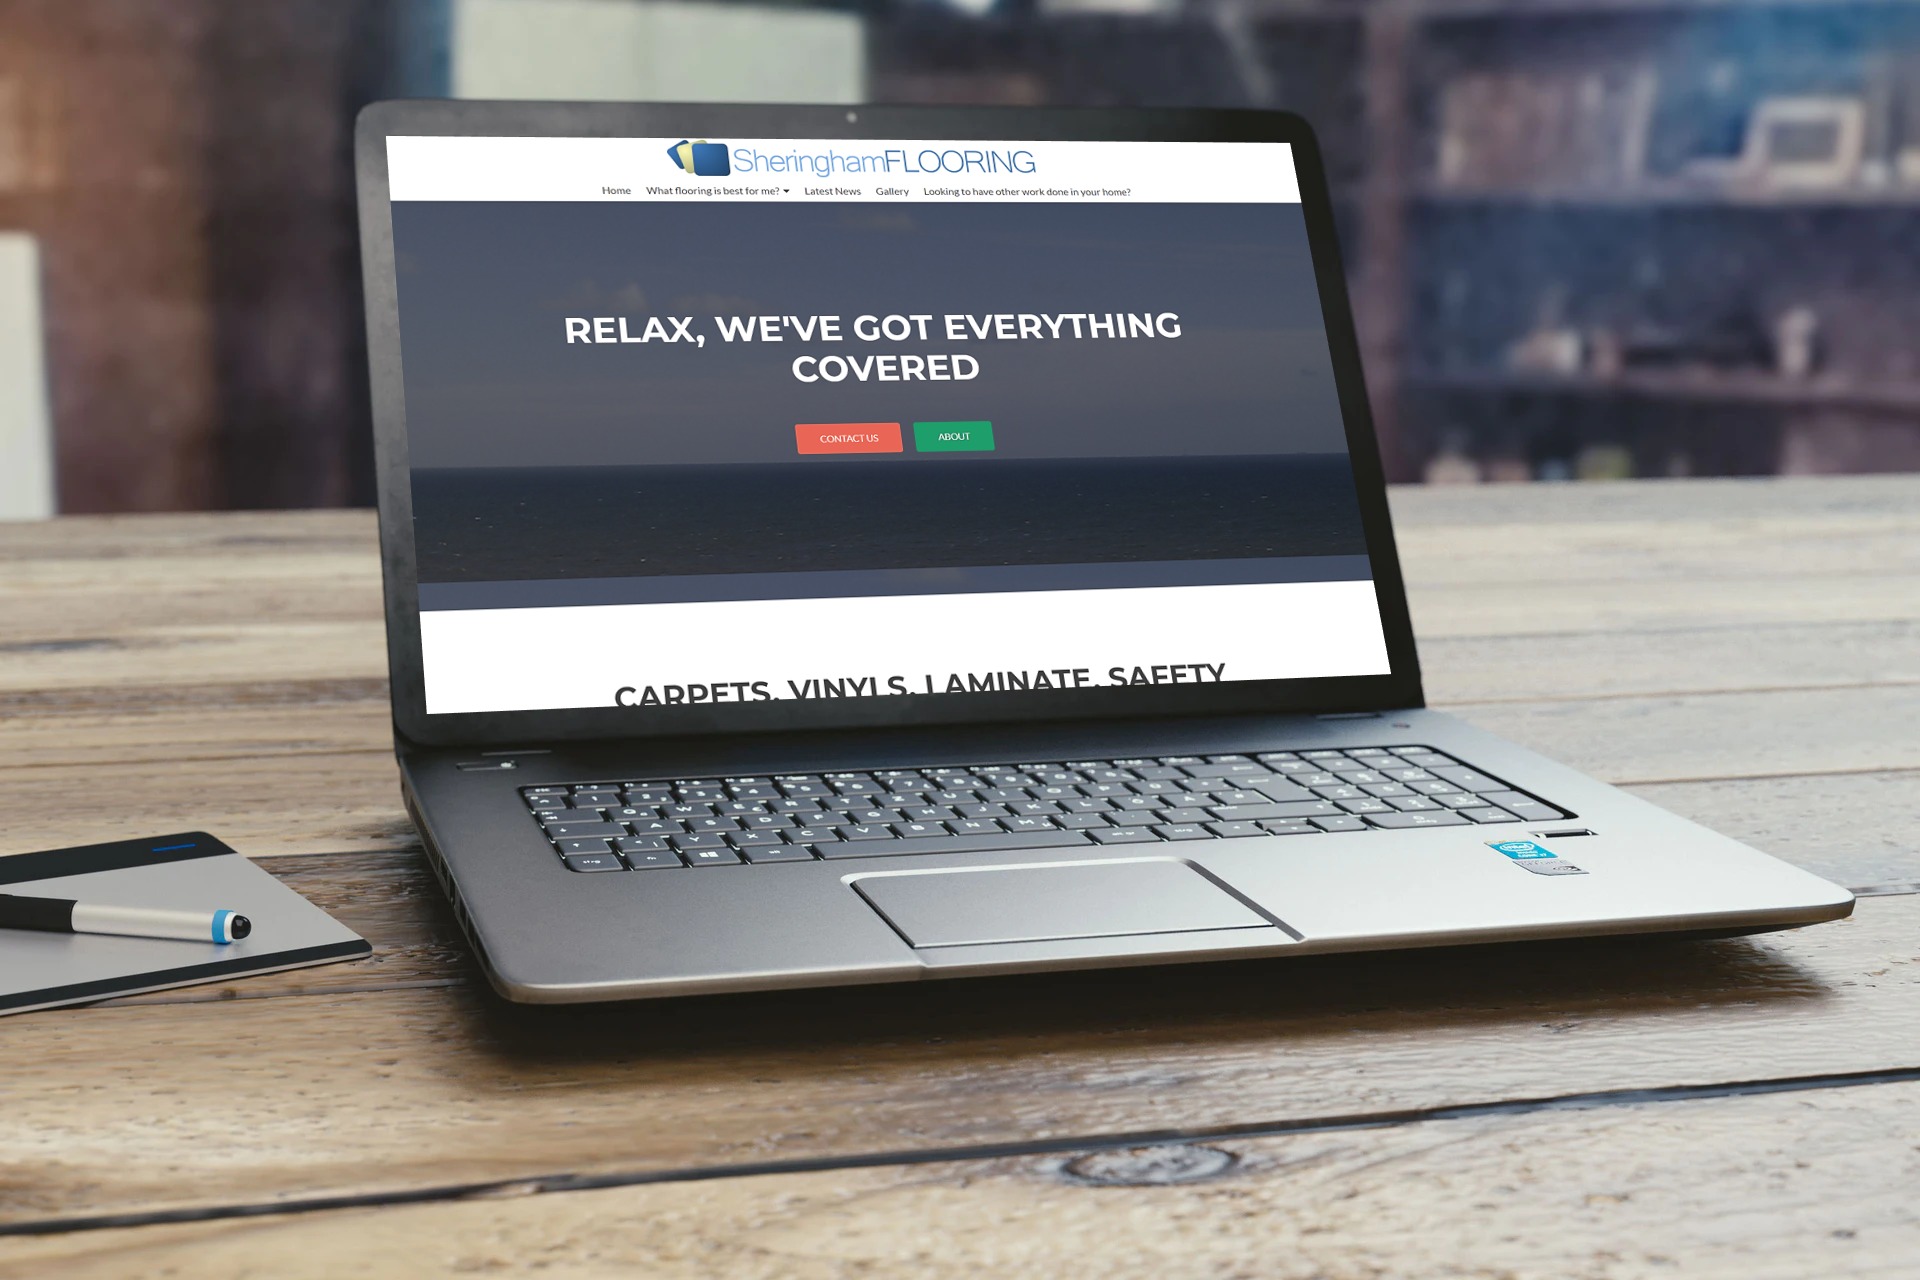 SheringhamFLOORING
Home What flooring is best for me? Latest News Gallery Looking to have other work done in your home?
RELAX, WE'VE GOT EVERYTHING
COVERED
CONTACT US ABOUT
CARPETS, VINYLS, LAMINATE, SAFETY